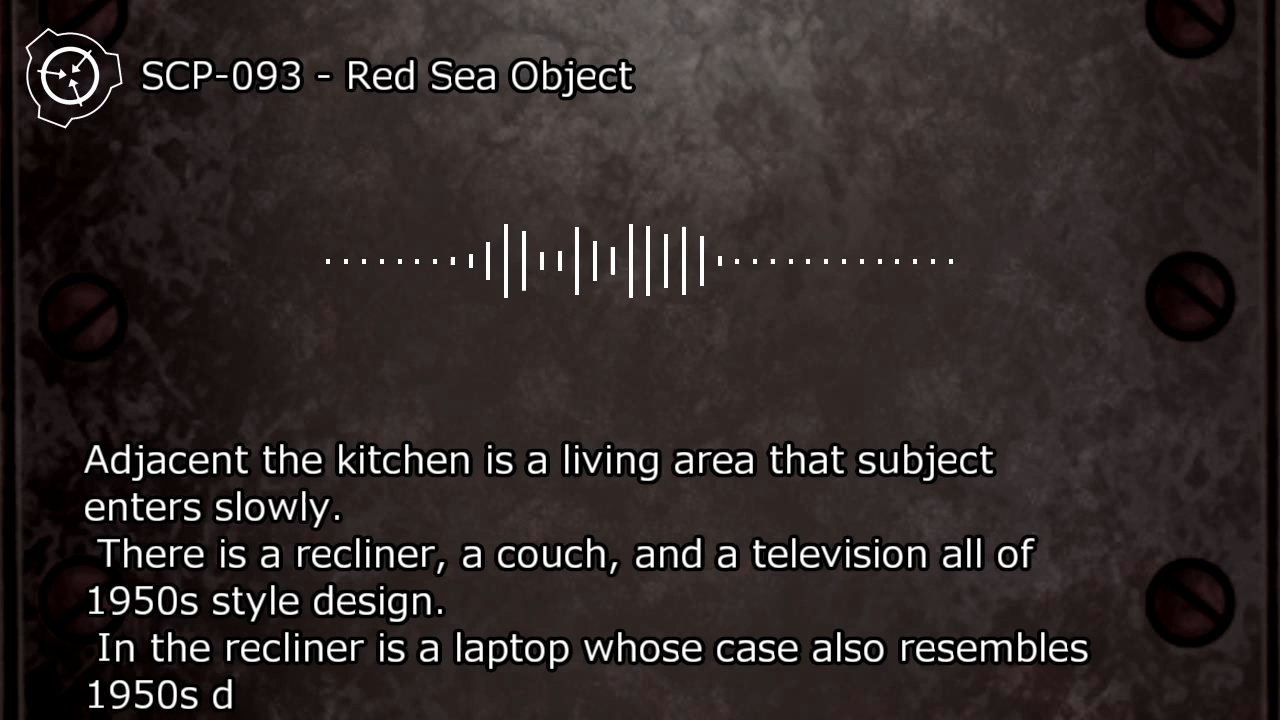 SCP-093 - Red Sea Object
Adjacent the kitchen is a living area that subject
enters slowly.
There is a recliner, a couch, and a television all of
1950s style design.
In the recliner is a laptop whose case also resembles
1950s d